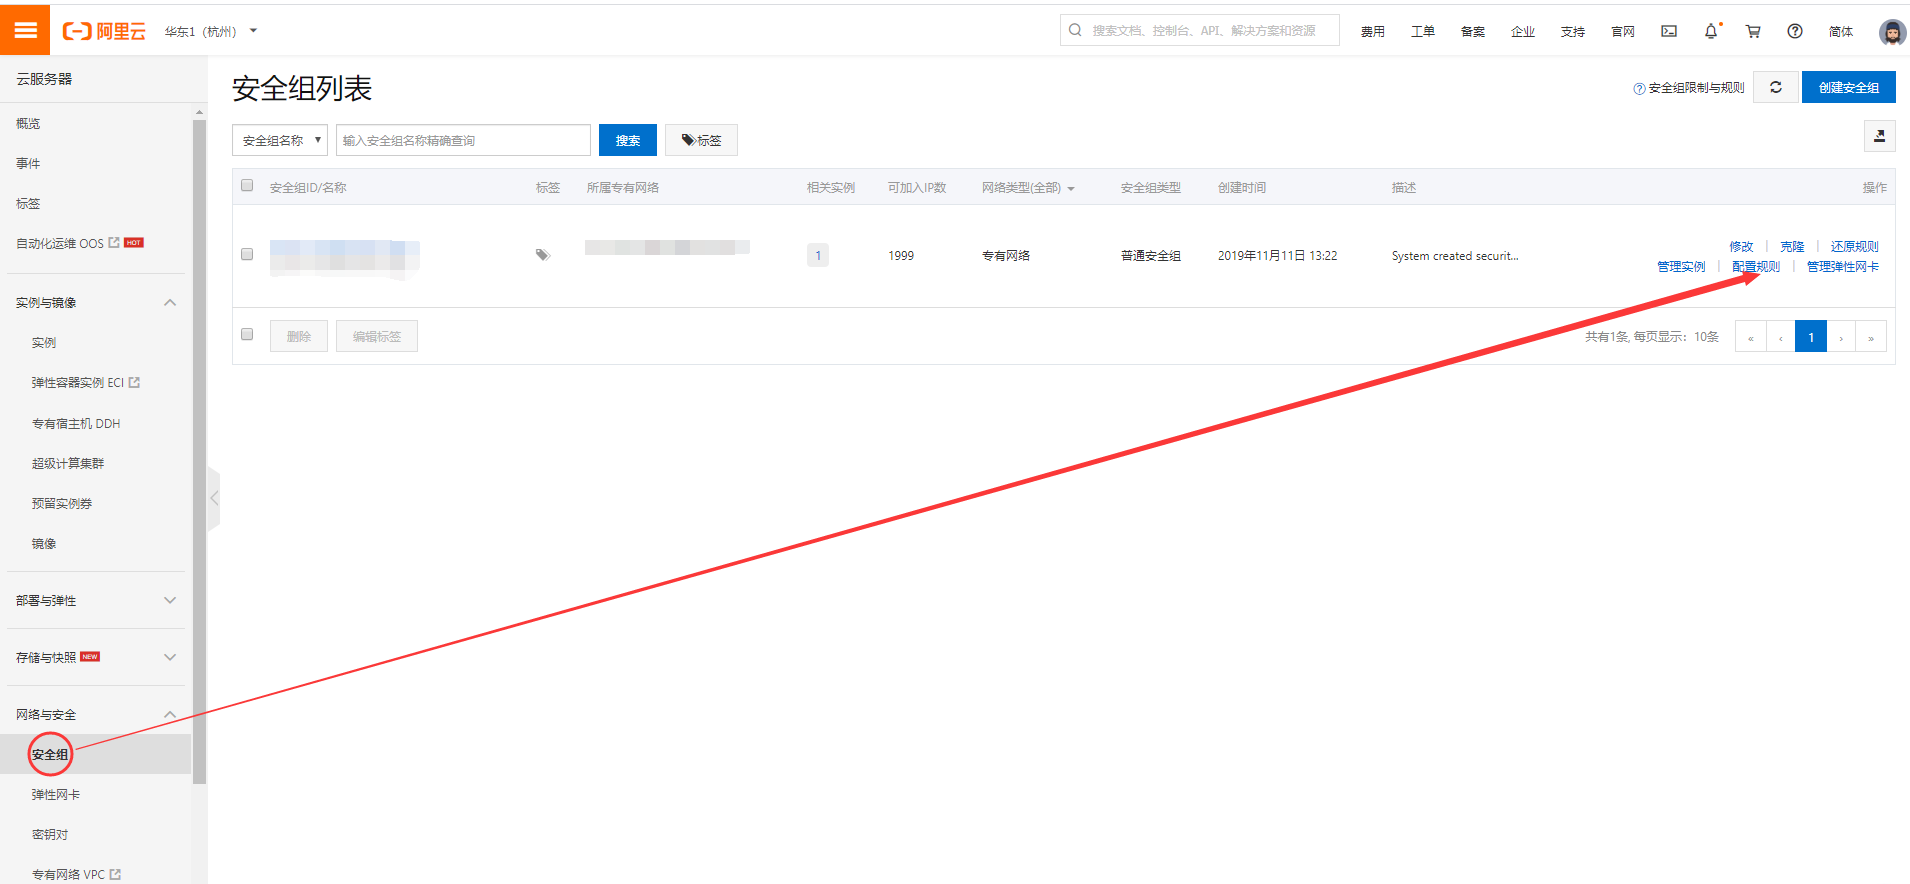 阿里云 华东1（杭州） 搜索文档、控制台、API、解决方案和资源 费用 工单 备案 企业 支持 官网 简体
云服务器
概览
事件
标签
自动化运维 OOS HOT
实例与镜像
实例
弹性容器实例 ECI
专有宿主机 DDH
超级计算集群
预留实例券
镜像
部署与弹性
存储与快照 NEW
网络与安全
安全组
弹性网卡
密钥对
专有网络 VPC
安全组列表 安全组限制与规则 创建安全组
安全组名称 输入安全组名称精确查询 搜索 标签
安全组ID/名称 标签 所属专有网络 相关实例 可加入IP数 网络类型(全部) 安全组类型 创建时间 描述 操作
1 1999 专有网络 普通安全组 2019年11月11日 13:22 System created securit...
修改 克隆 还原规则
管理实例 配置规则 管理弹性网卡
删除 编辑标签 共有1条, 每页显示：10条 « ‹ 1 › »